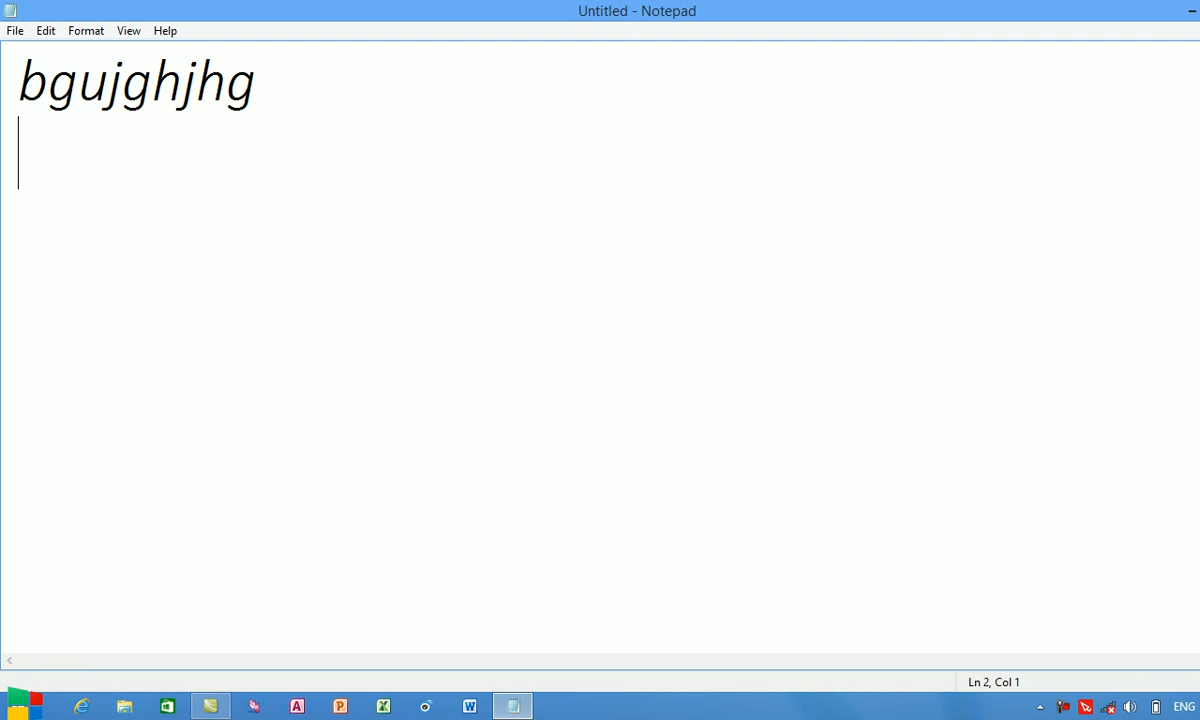 Untitled - Notepad
File Edit Format View Help
bgujghjhg
Ln 2, Col 1
ENG